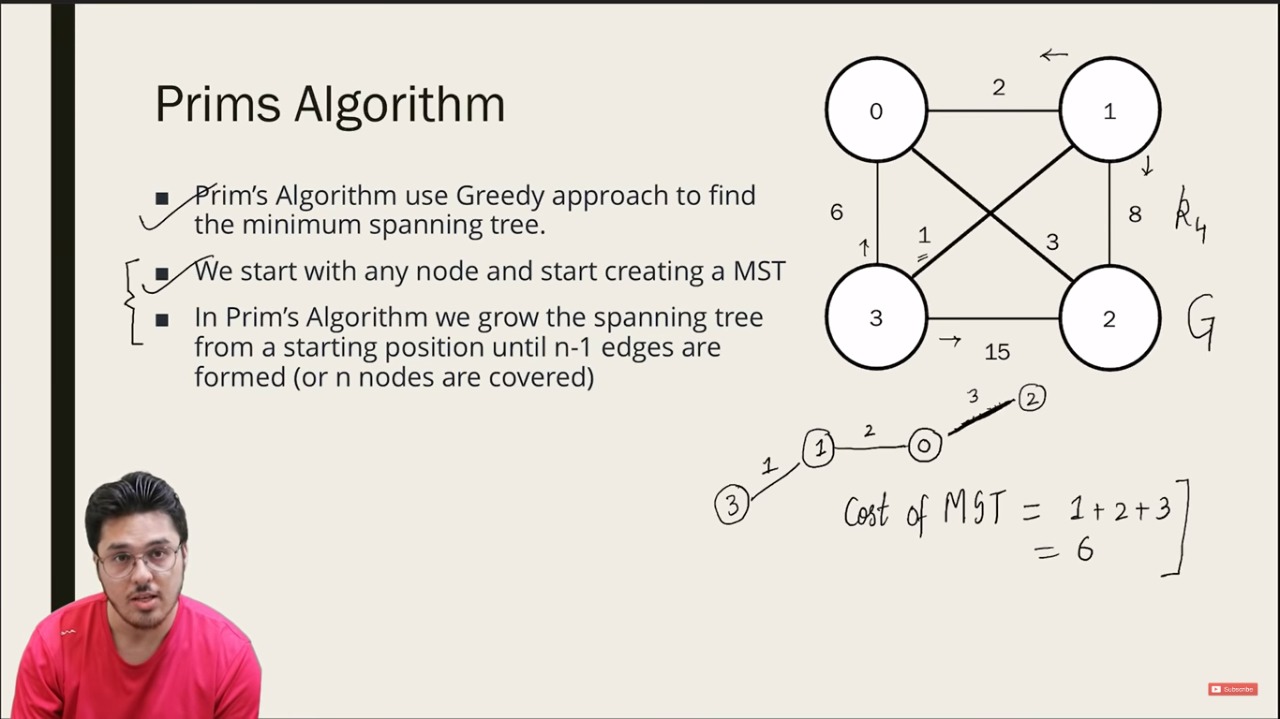 Prims Algorithm
■ Prim's Algorithm use Greedy approach to find
the minimum spanning tree.
■ We start with any node and start creating a MST
■ In Prim's Algorithm we grow the spanning tree
from a starting position until n-1 edges are
formed (or n nodes are covered)
←
0 2 1
↓
6 ↑ 1 = 3 8 K₄
3 → 15 2 G
3 1 1 2 0 3 2
Cost of MST = 1 + 2 + 3 ]
= 6
Subscribe